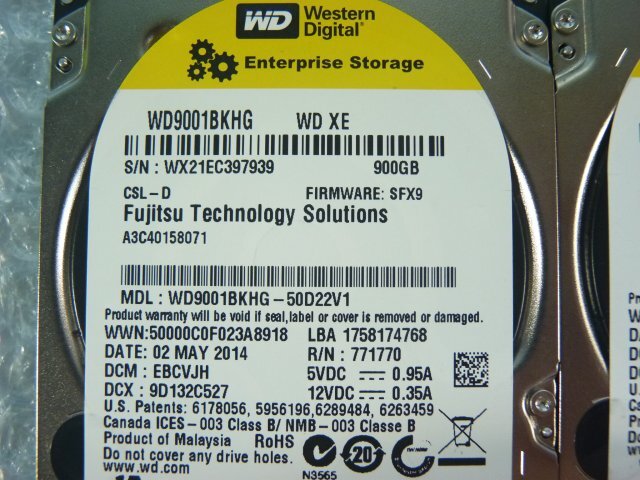 WD Western Digital
Enterprise Storage
WD9001BKHG WD XE
S/N : WX21EC397939 900GB
CSL-D FIRMWARE: SFX9
Fujitsu Technology Solutions
A3C40158071
MDL : WD9001BKHG-50D22V1
Product warranty will be void if seal,label or cover is removed or damaged.
WWN:50000C0F023A8918 LBA 1758174768
DATE: 02 MAY 2014 R/N : 771770
DCM : EBCVJH 5VDC 0.95A
DCX : 9D132C527 12VDC 0.35A
U.S. Patents: 6178056, 5956196,6289484, 6263459
Canada ICES-003 Class B/ NMB-003 Classe B
Product of Malaysia RoHS
Do not cover any drive holes.
www.wd.com
N3565
20